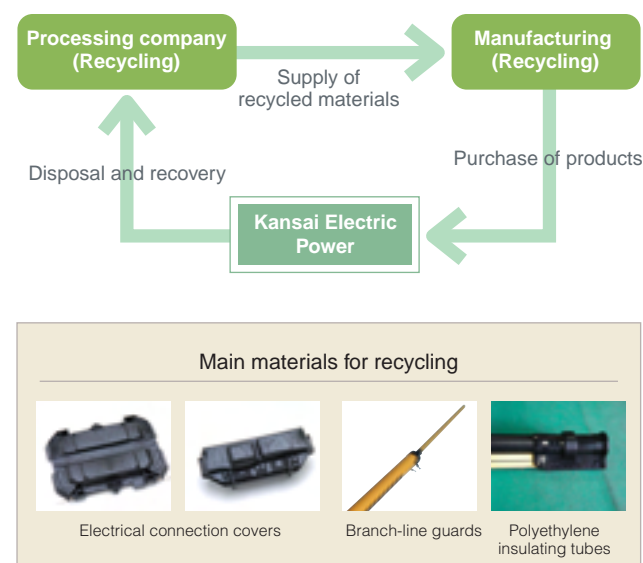 Processing company
(Recycling)
Manufacturing
(Recycling)
Supply of
recycled materials
Disposal and recovery
Purchase of products
Kansai Electric
Power
Main materials for recycling
Electrical connection covers
Branch-line guards
Polyethylene
insulating tubes